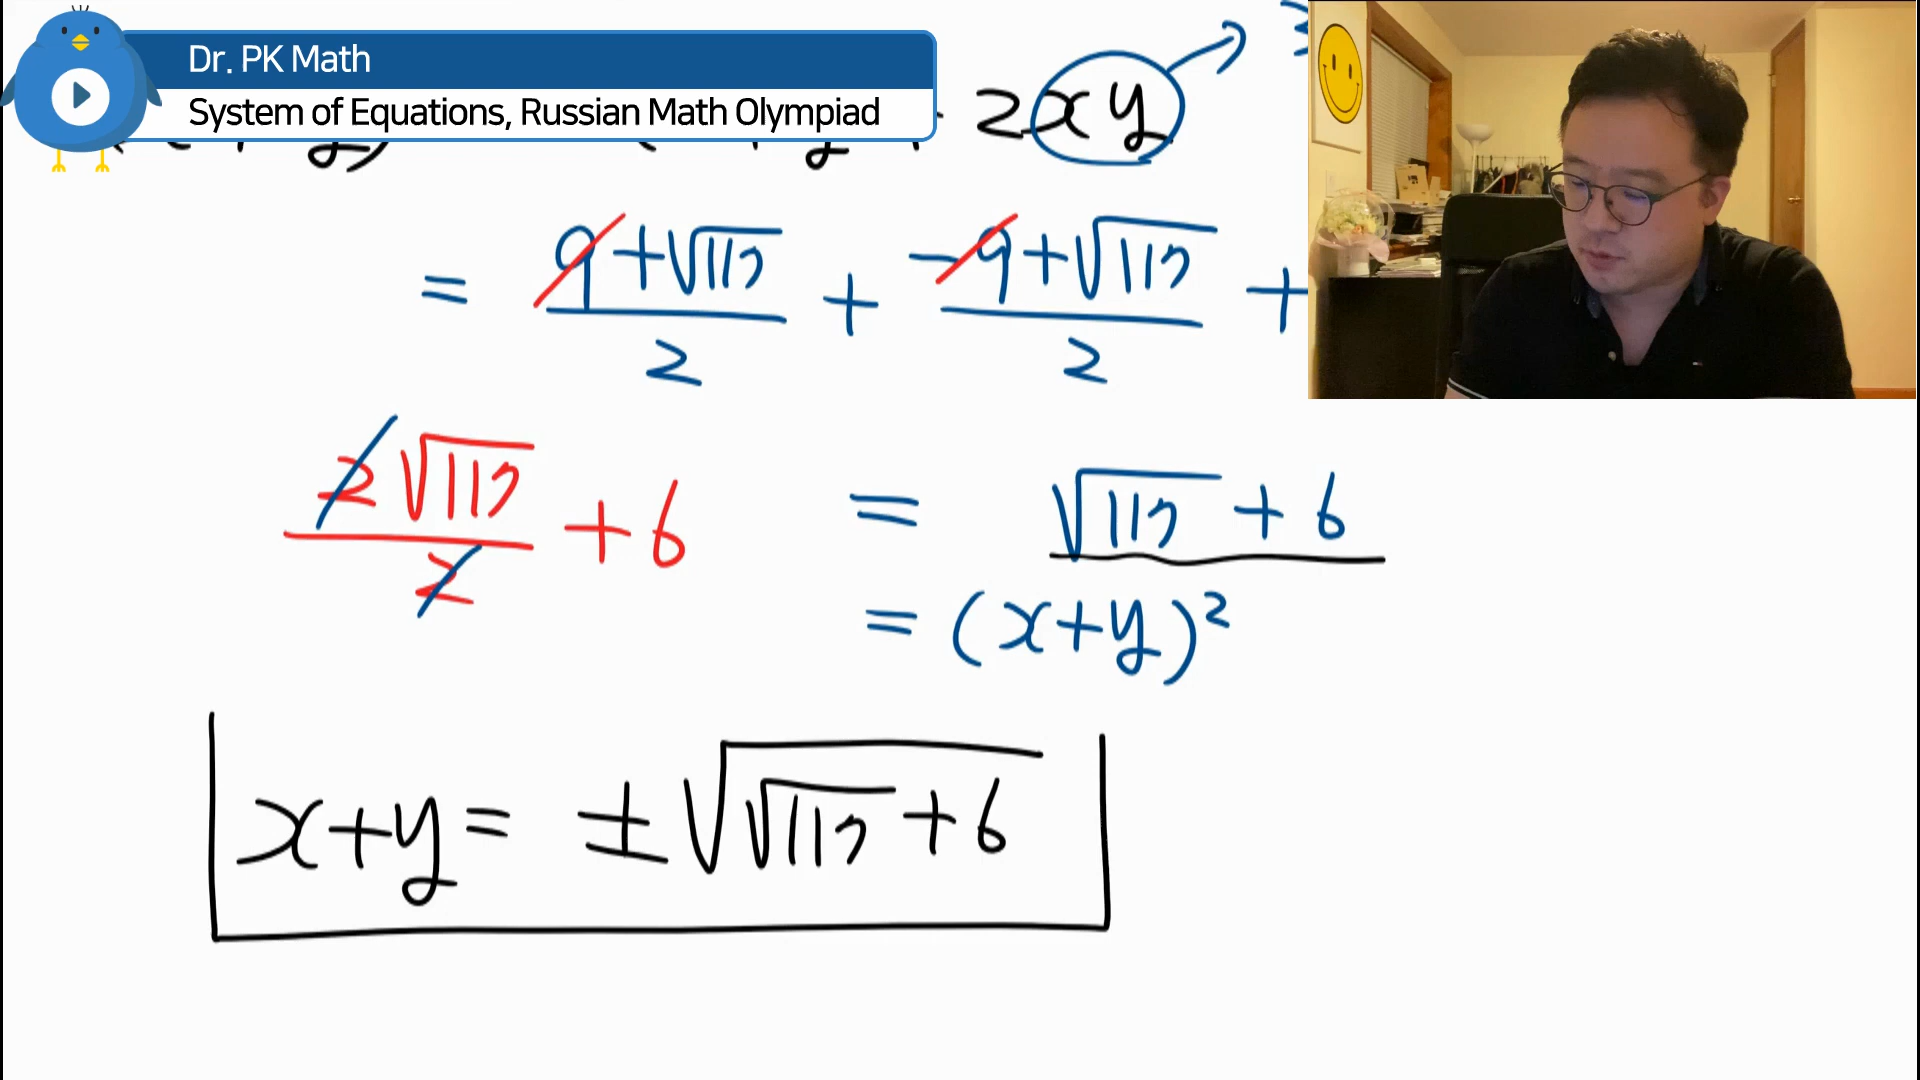 Dr. PK Math
System of Equations, Russian Math Olympiad
2xy → 3
= 9+√117/2 + -9+√117/2 +
2√117/2 + 6 = √117 + 6
= (x+y)²
x+y = ±√(√117+6)